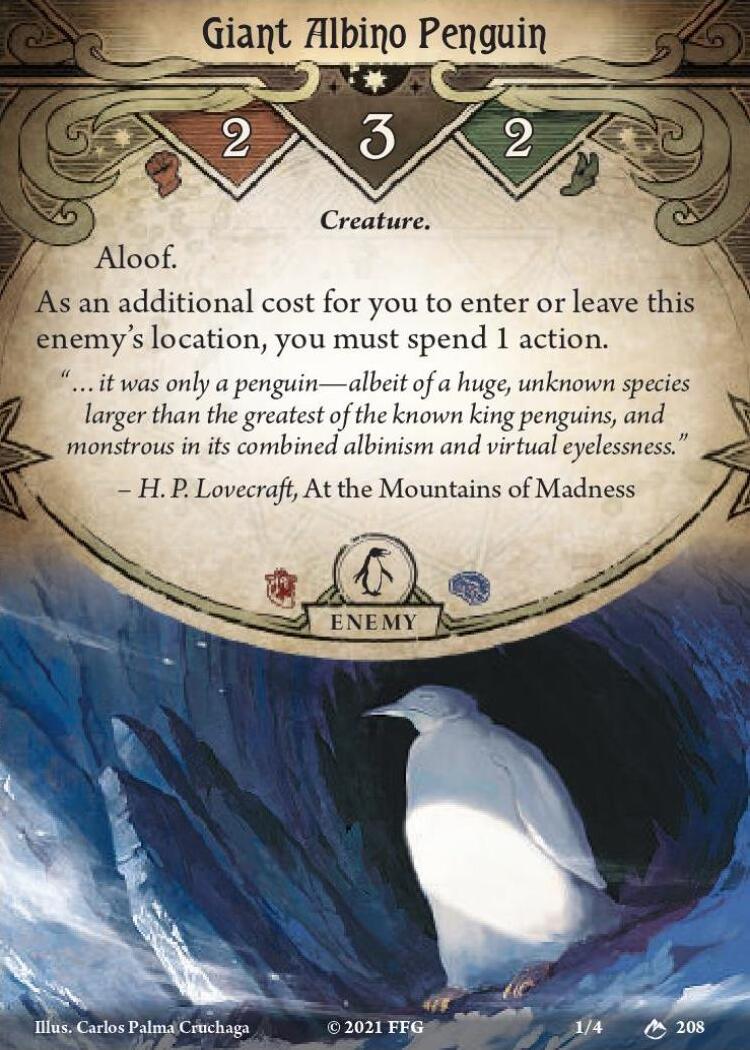 Giant Albino Penguin
2 3 2
Creature.
Aloof.
As an additional cost for you to enter or leave this
enemy's location, you must spend 1 action.
“… it was only a penguin—albeit of a huge, unknown species
larger than the greatest of the known king penguins, and
monstrous in its combined albinism and virtual eyelessness.”
– H. P. Lovecraft, At the Mountains of Madness
ENEMY
Illus. Carlos Palma Cruchaga © 2021 FFG 1/4 208